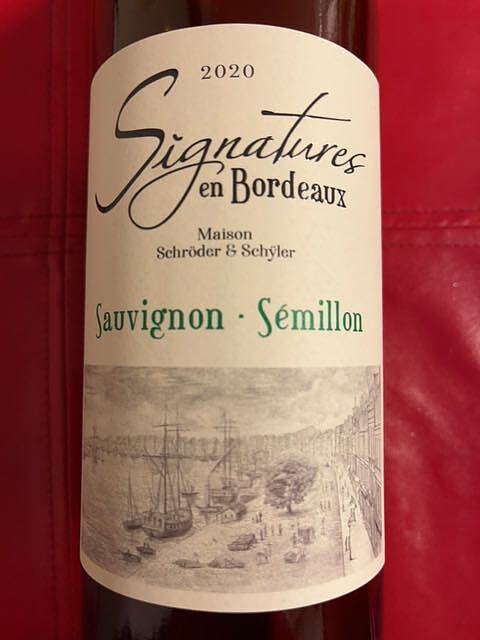 2020
Signatures
en Bordeaux
Maison
Schröder & Schÿler
Sauvignon · Sémillon